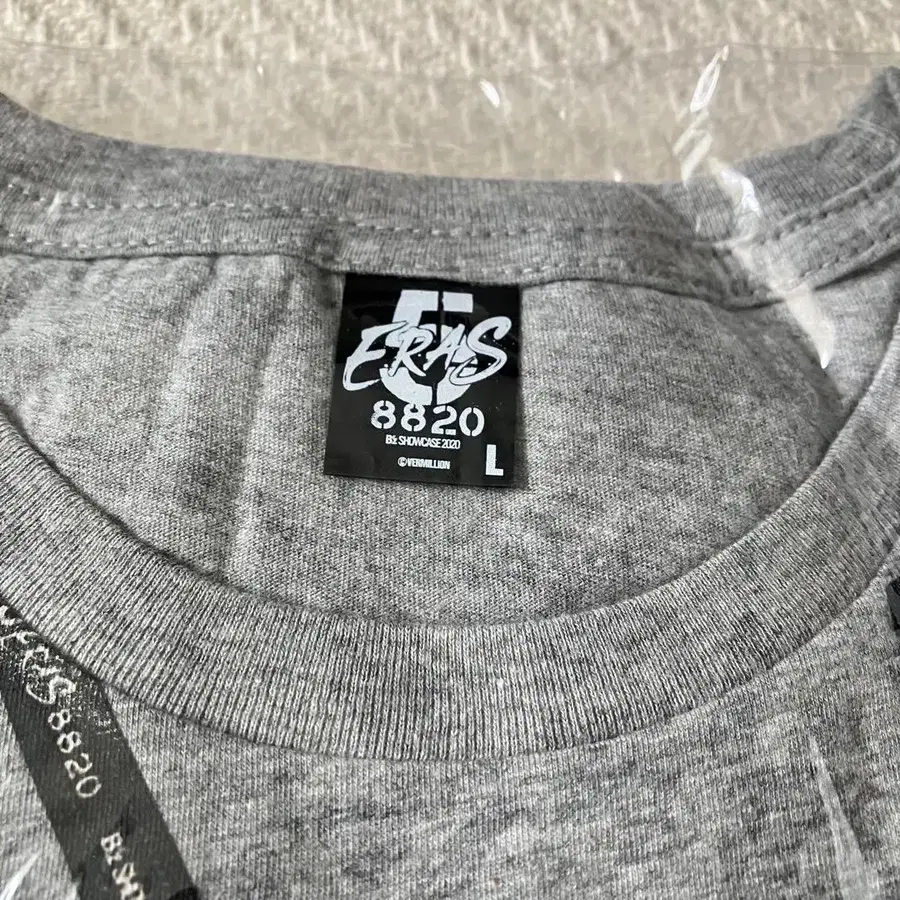 5
ERAS
8820
B'z SHOWCASE 2020
©VERMILLION
L
8820
B'z